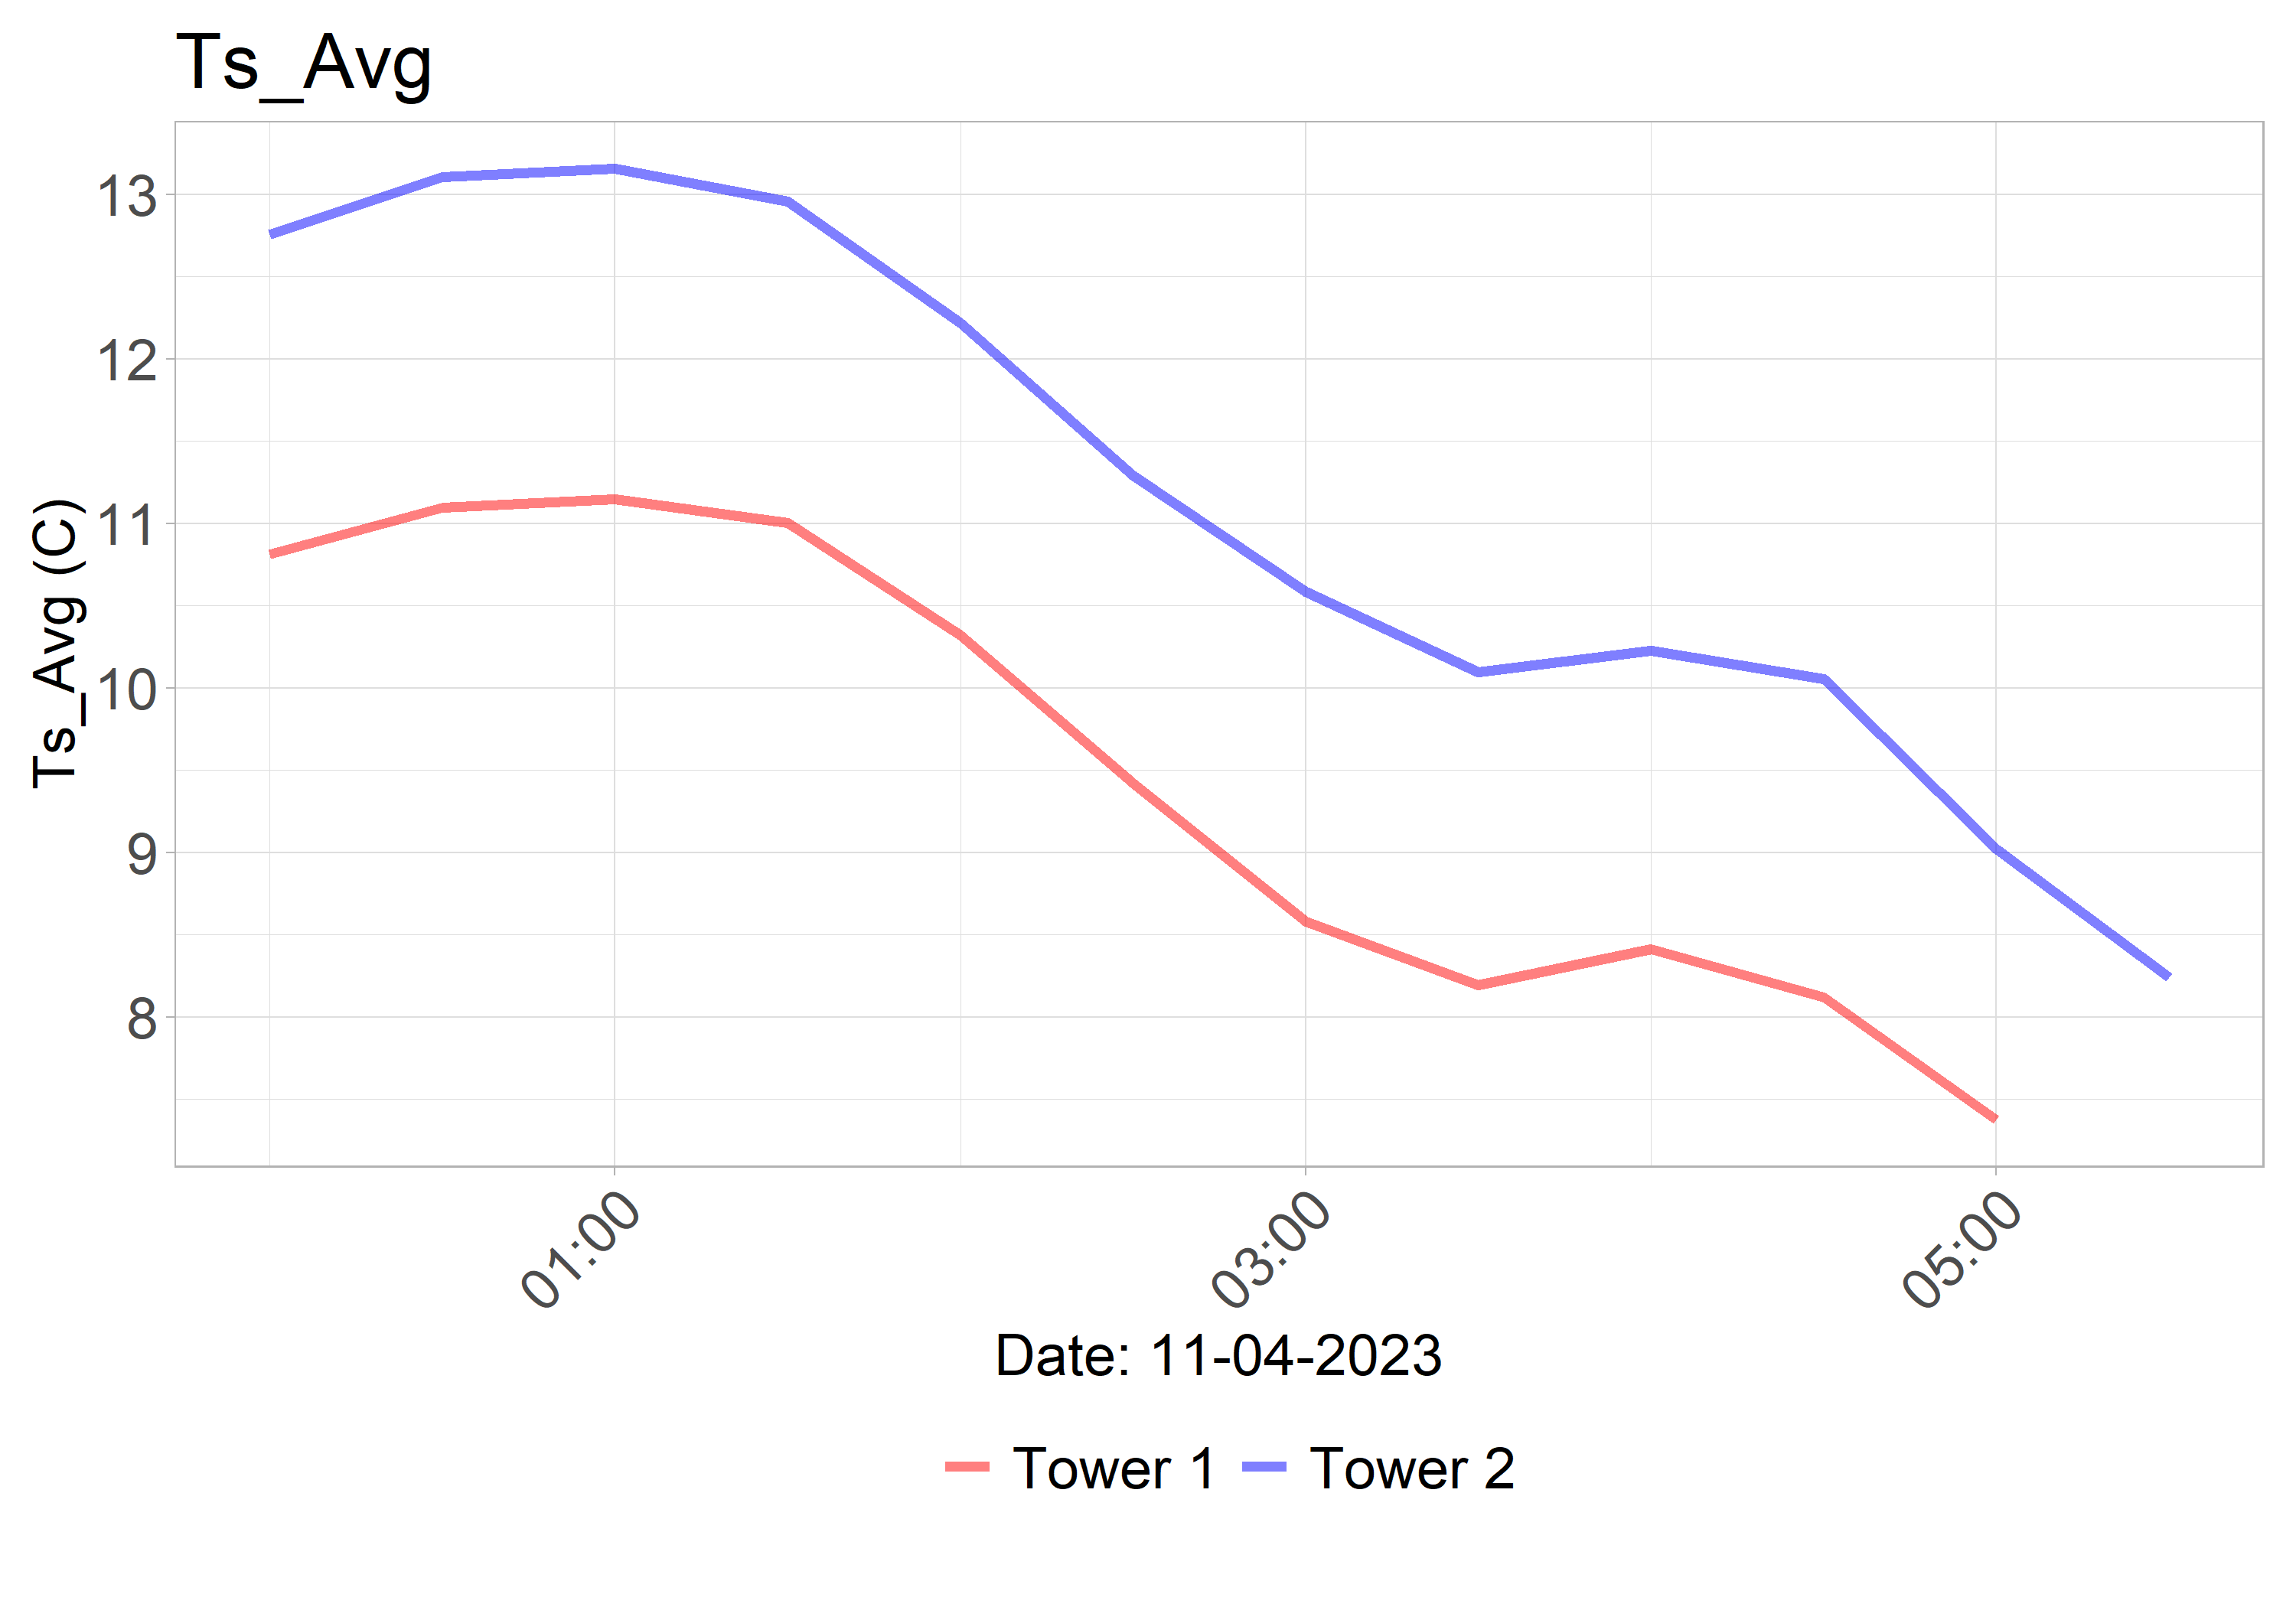 Ts_Avg
Ts_Avg (C)
13
12
11
10
9
8
01:00
03:00
05:00
Date: 11-04-2023
Tower 1
Tower 2